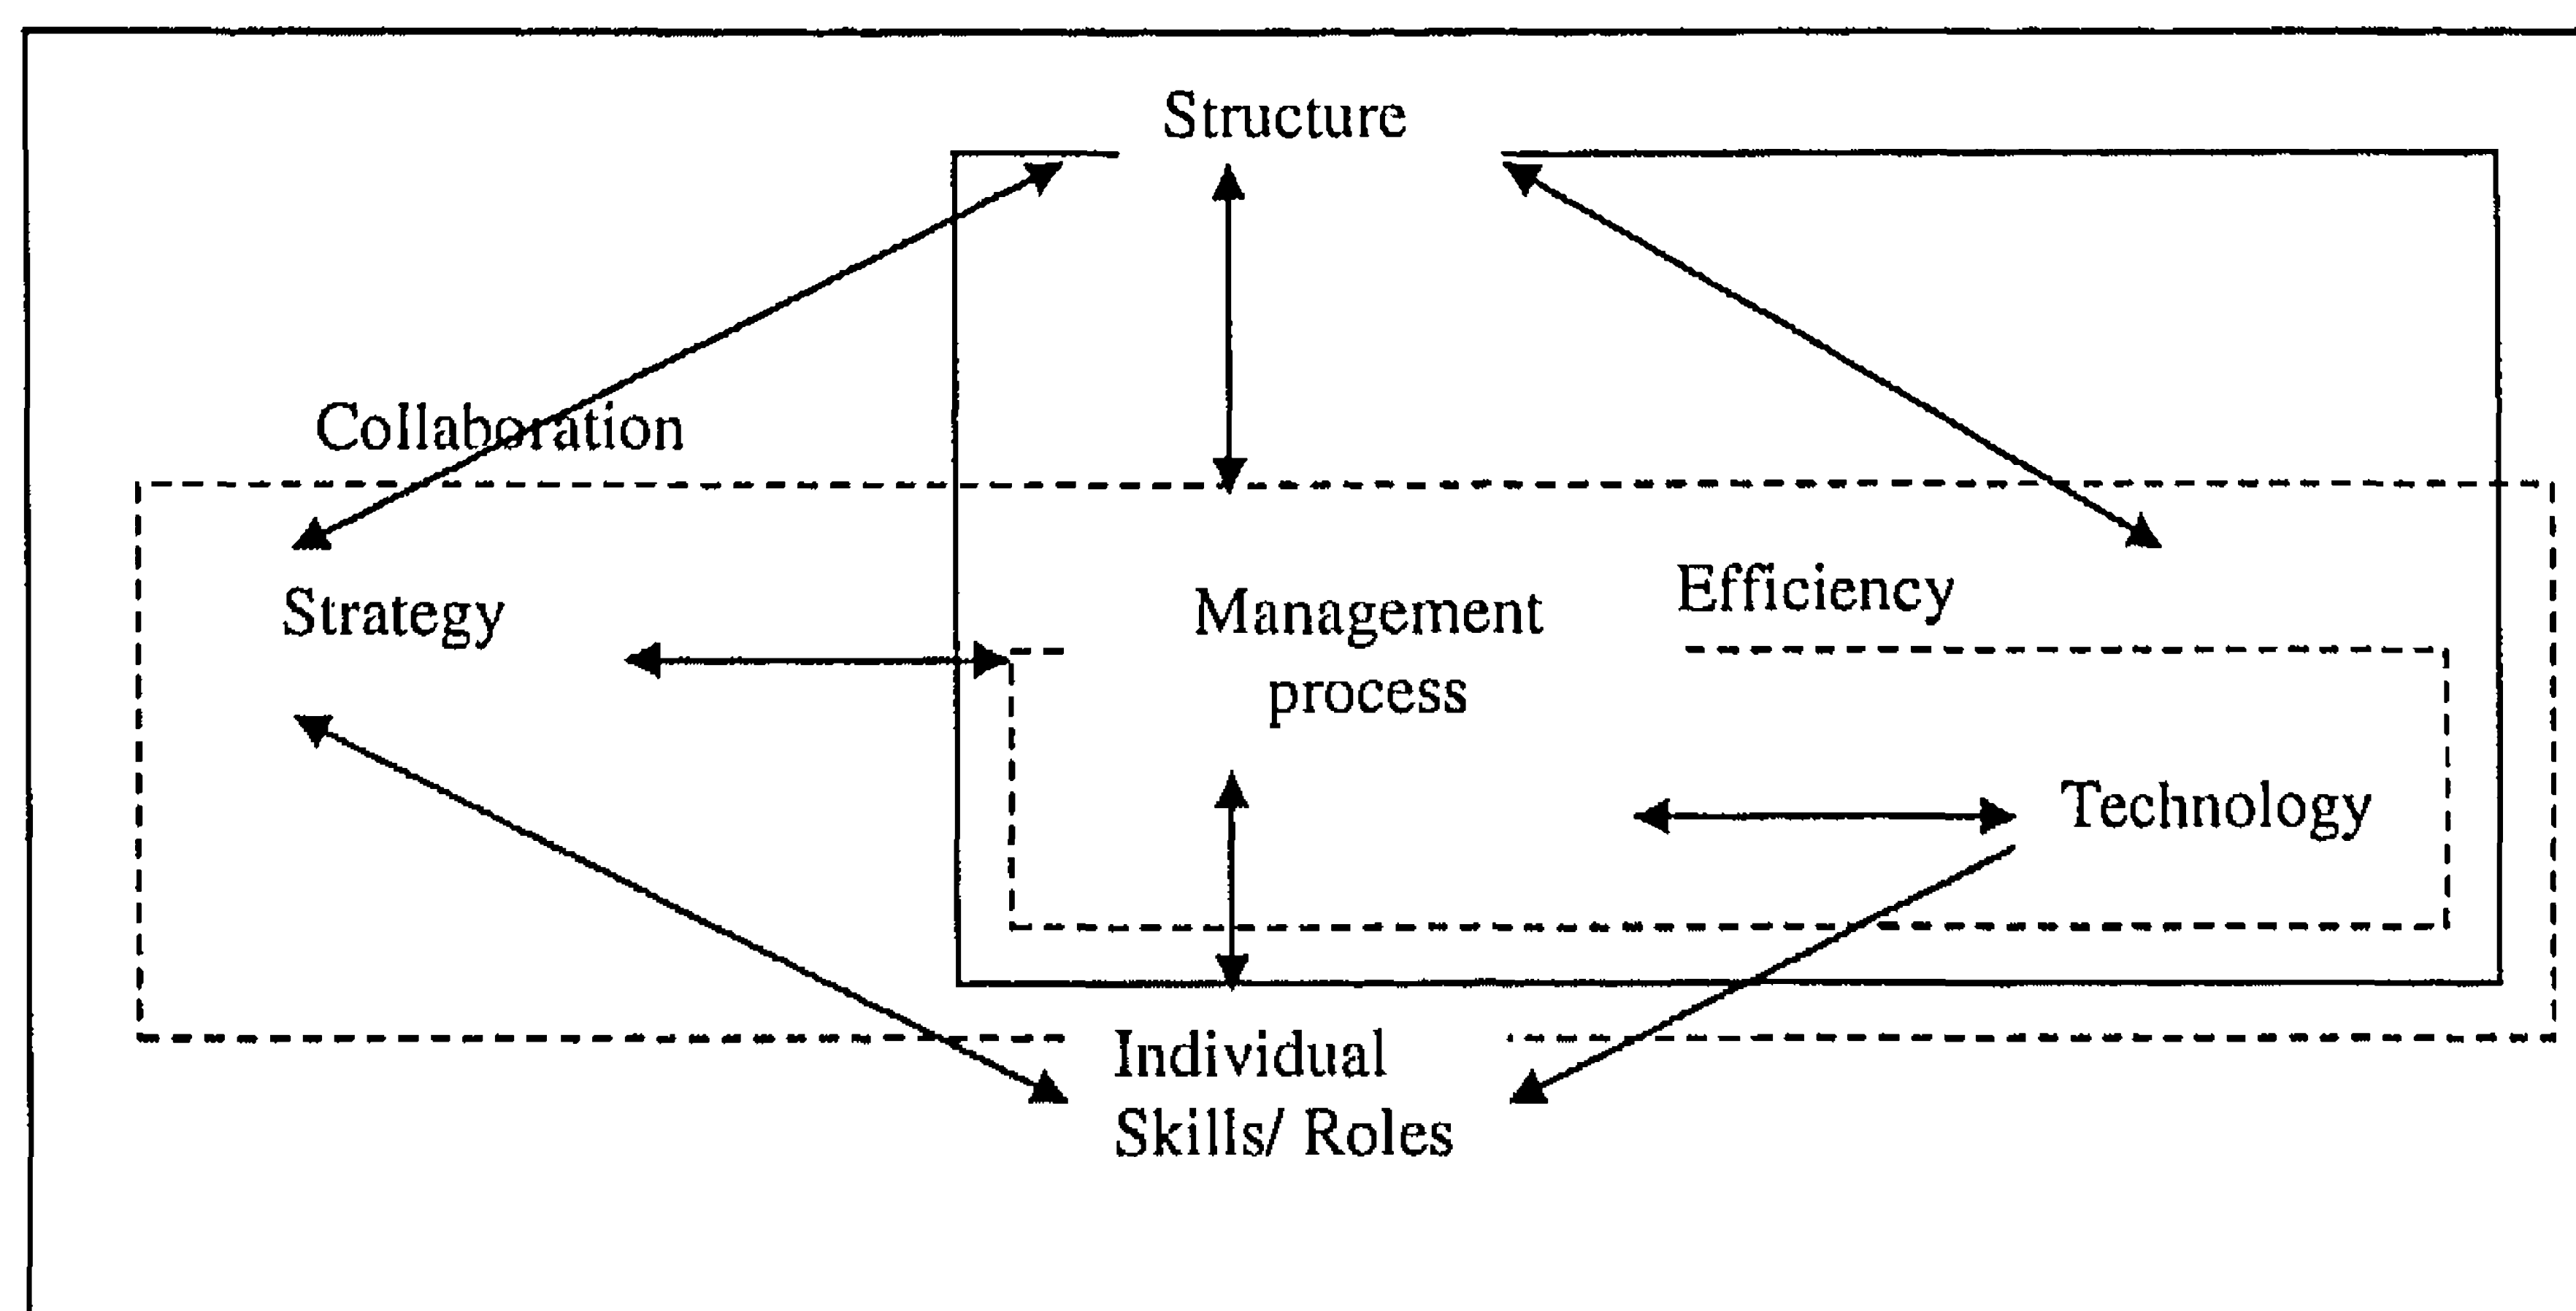 Structure
Collaboration
Strategy
Management
process
Efficiency
Technology
Individual
Skills/ Roles